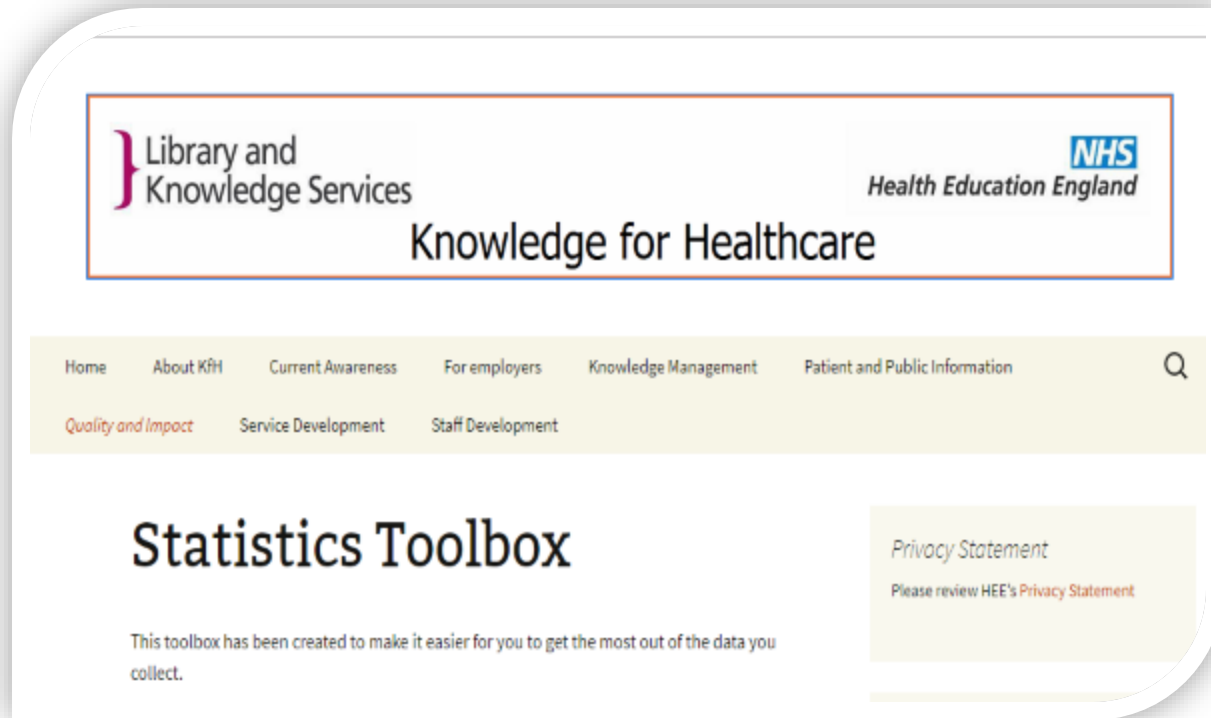 Library and
Knowledge Services
NHS
Health Education England
Knowledge for Healthcare
Home About KfH Current Awareness For employers Knowledge Management Patient and Public Information
Quality and Impact Service Development Staff Development
Statistics Toolbox
This toolbox has been created to make it easier for you to get the most out of the data you
collect.
Privacy Statement
Please review HEE's Privacy Statement